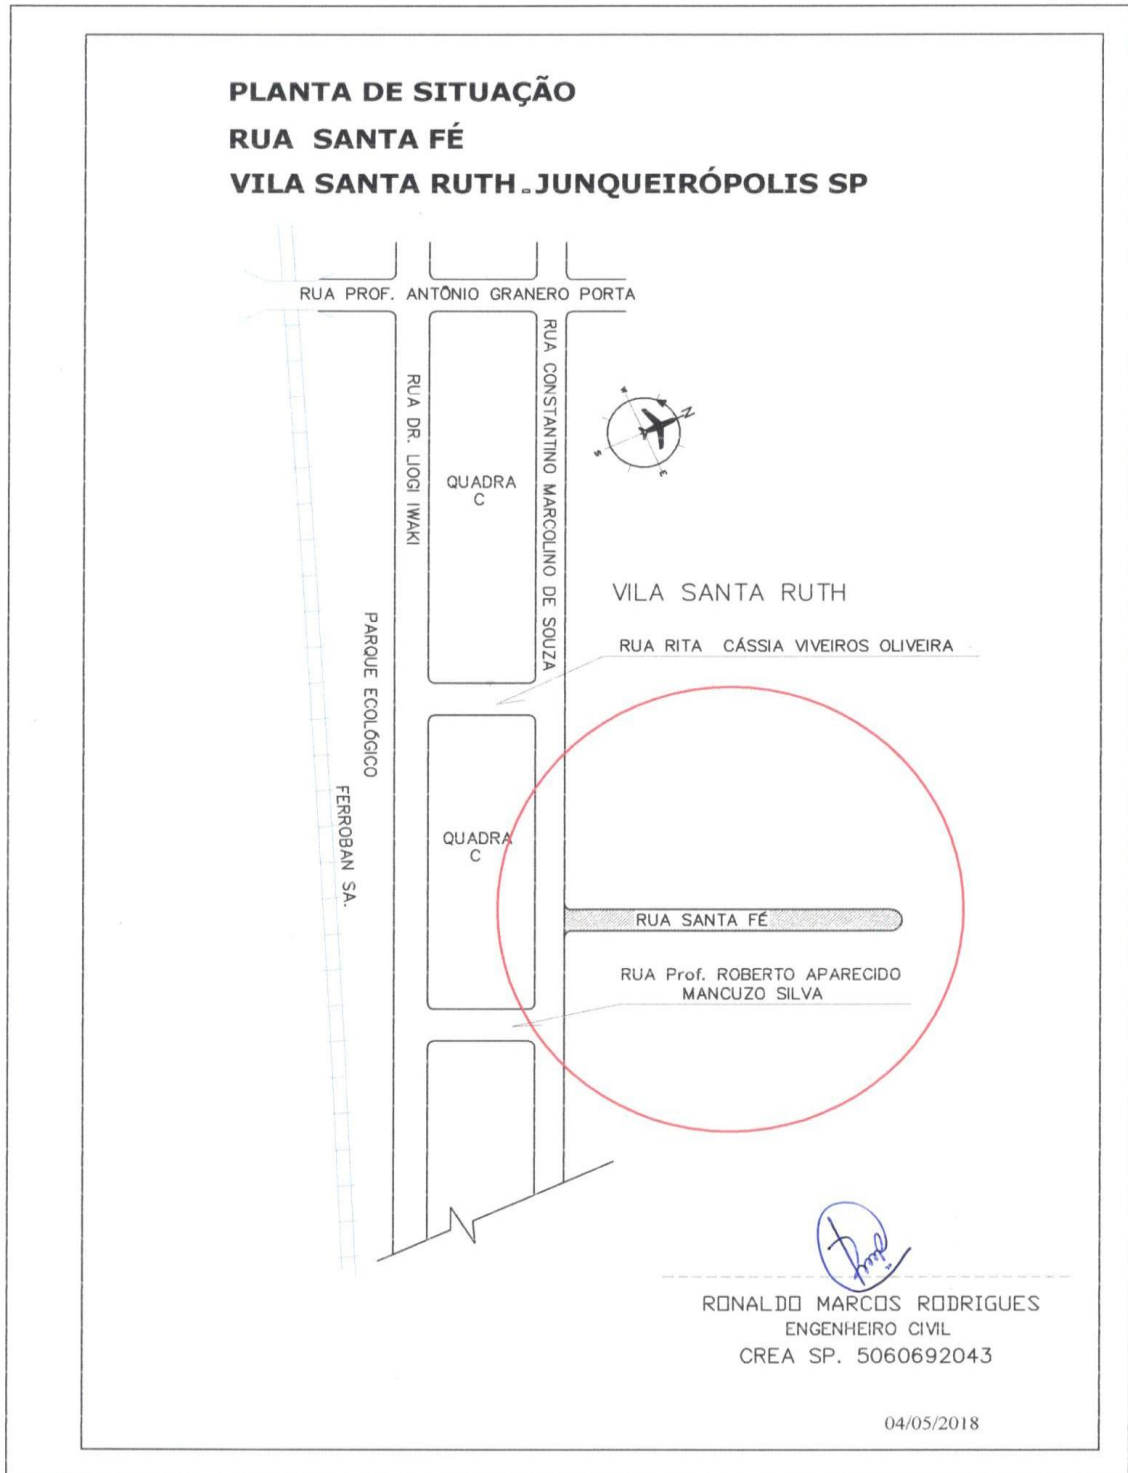 PLANTA DE SITUAÇÃO
RUA SANTA FÉ
VILA SANTA RUTH-JUNQUEIRÓPOLIS SP
RUA PROF. ANTÔNIO GRANERO PORTA
RUA DR. LIOGI IWAKI
QUADRA
C
RUA CONSTANTINO MARCOLINO DE SOUZA
N
S
VILA SANTA RUTH
RUA RITA CÁSSIA VIVEIROS OLIVEIRA
PARQUE ECOLÓGICO
FERROBAN SA.
QUADRA
C
RUA SANTA FÉ
RUA Prof. ROBERTO APARECIDO
MANCUZO SILVA
RONALDO MARCOS RODRIGUES
ENGENHEIRO CIVIL
CREA SP. 5060692043
04/05/2018